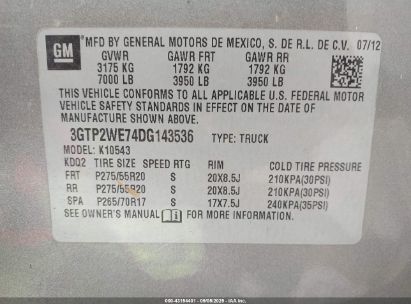 GM MFD BY GENERAL MOTORS DE MEXICO, S. DE R.L. DE C.V. 07/12
GVWR GAWR FRT GAWR RR
3175 KG 1792 KG 1792 KG
7000 LB 3950 LB 3950 LB
THIS VEHICLE CONFORMS TO ALL APPLICABLE U.S. FEDERAL MOTOR
VEHICLE SAFETY STANDARDS IN EFFECT ON THE DATE OF
MANUFACTURE SHOWN ABOVE.
3GTP2WE74DG143536 TYPE: TRUCK
MODEL: K10543
KDQ2 TIRE SIZE SPEED RTG RIM COLD TIRE PRESSURE
FRT P275/55R20 S 20X8.5J 210KPA(30PSI)
RR P275/55R20 S 20X8.5J 210KPA(30PSI)
SPA P265/70R17 S 17X7.5J 240KPA(35PSI)
SEE OWNER'S MANUAL FOR MORE INFORMATION.